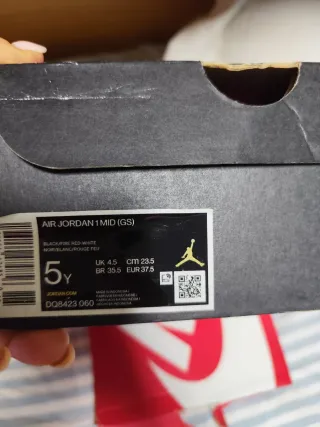 AIR JORDAN 1 MID (GS)
BLACK/FIRE RED-WHITE
NOIR/BLANC/ROUGE FEU
5Y
UK 4.5 cm 23.5
BR 35.5 EUR 37.5
JORDAN.COM
DQ8423 060